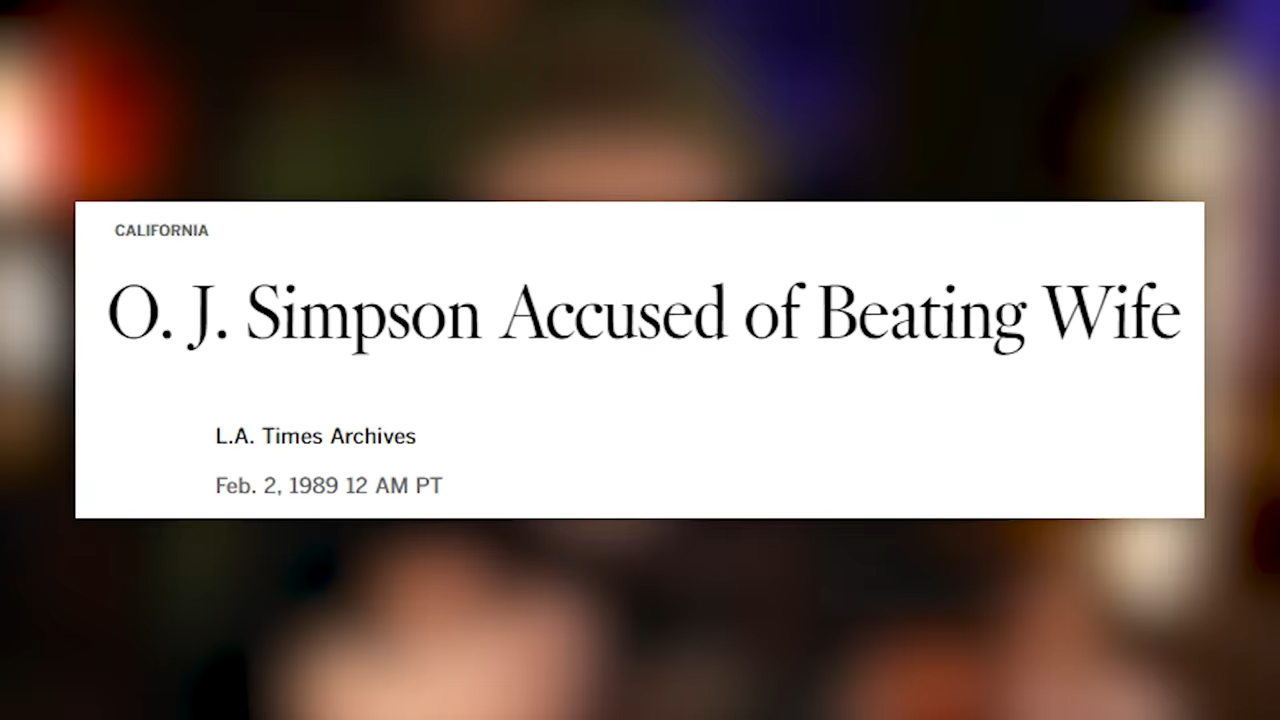 CALIFORNIA
O. J. Simpson Accused of Beating Wife
L.A. Times Archives
Feb. 2, 1989 12 AM PT